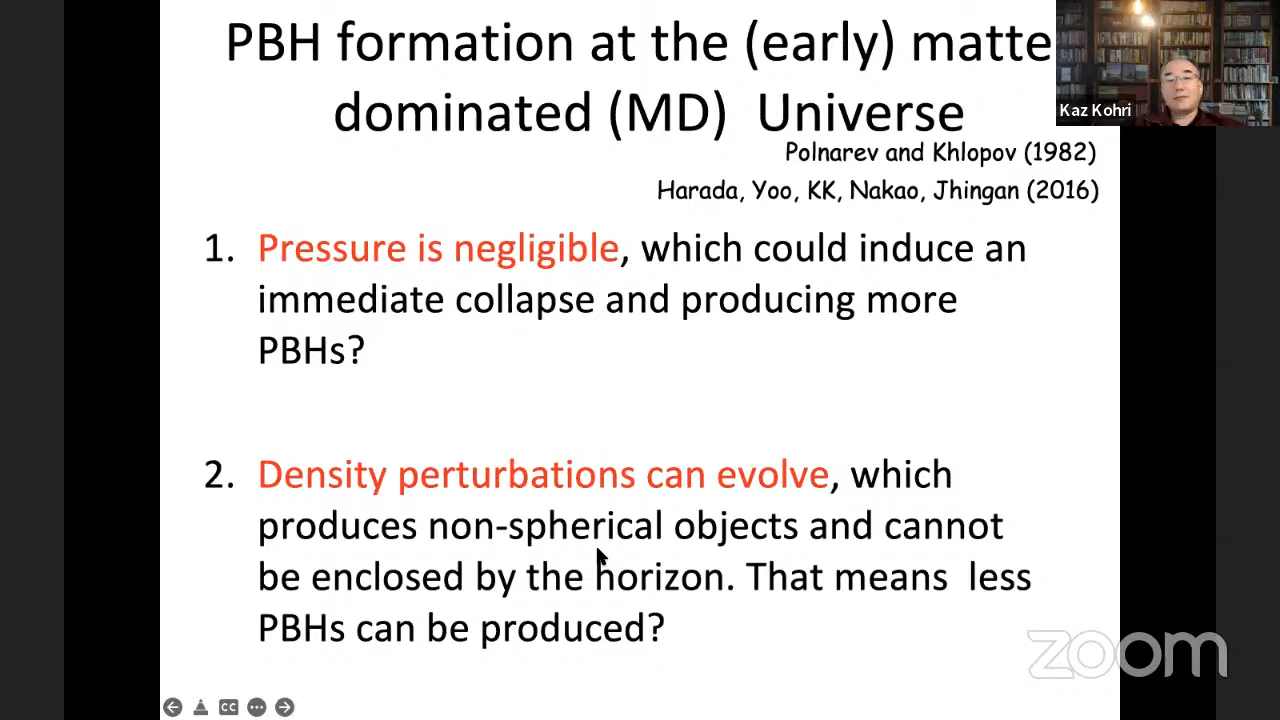 PBH formation at the (early) matte
dominated (MD) Universe
Kaz Kohri
Polnarev and Khlopov (1982)
Harada, Yoo, KK, Nakao, Jhingan (2016)
1. Pressure is negligible, which could induce an
immediate collapse and producing more
PBHs?
2. Density perturbations can evolve, which
produces non-spherical objects and cannot
be enclosed by the horizon. That means less
PBHs can be produced?
zoom
CC